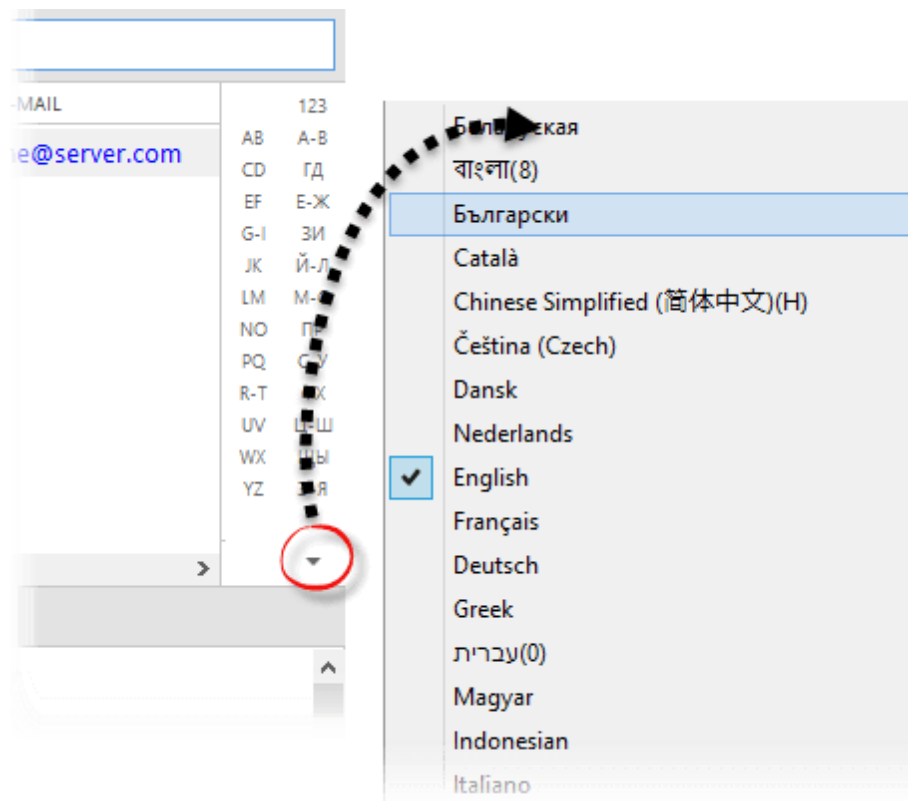 -MAIL
e@server.com
123
AB А-В
CD ГД
EF Е-Ж
G-I ЗИ
JK Й-Л
LM
NO ПР
PQ
R-T
UV Ц-Ш
WX ЩЫ
YZ
বাংলা(8)
Български
Català
Chinese Simplified (简体中文)(H)
Čeština (Czech)
Dansk
Nederlands
English
Français
Deutsch
Greek
עברית(0)
Magyar
Indonesian
Italiano